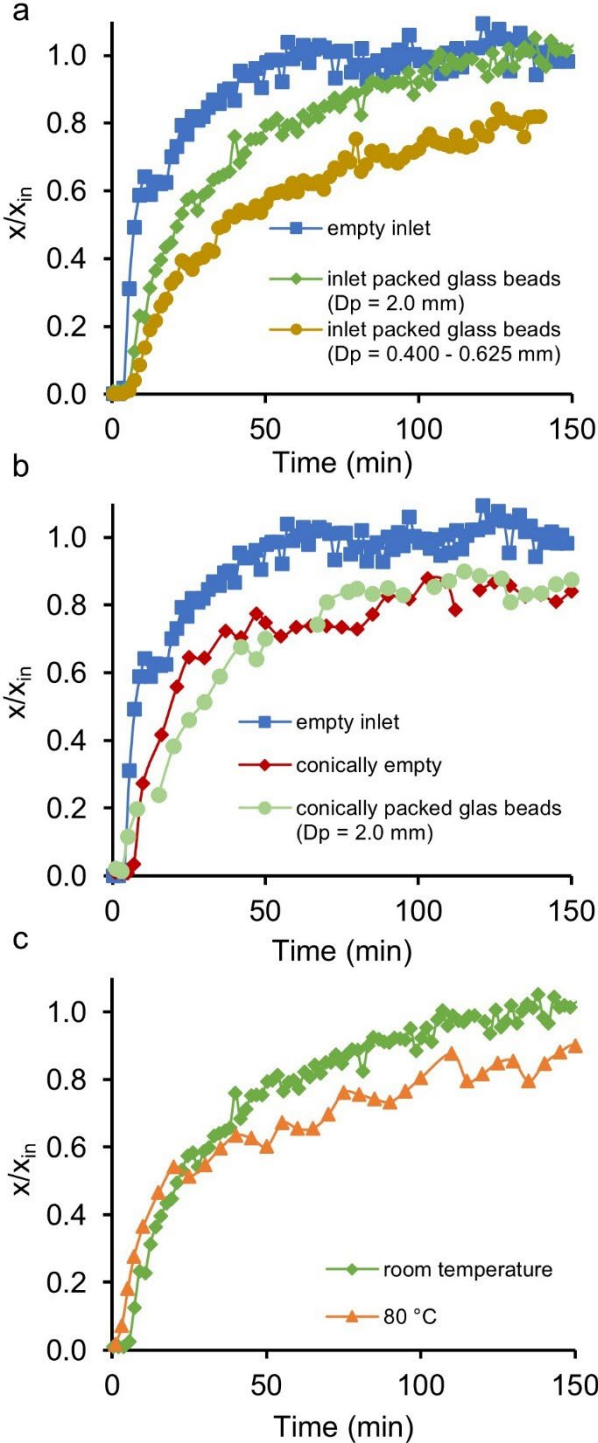 a
1.0
0.8
0.6
0.4
0.2
0.0
x/xin
empty inlet
inlet packed glass beads
(Dp = 2.0 mm)
inlet packed glass beads
(Dp = 0.400 - 0.625 mm)
0 50 100 150
Time (min)
b
1.0
0.8
0.6
0.4
0.2
0.0
x/xin
empty inlet
conically empty
conically packed glas beads
(Dp = 2.0 mm)
0 50 100 150
Time (min)
c
1.0
0.8
0.6
0.4
0.2
0.0
x/xin
room temperature
80 °C
0 50 100 150
Time (min)